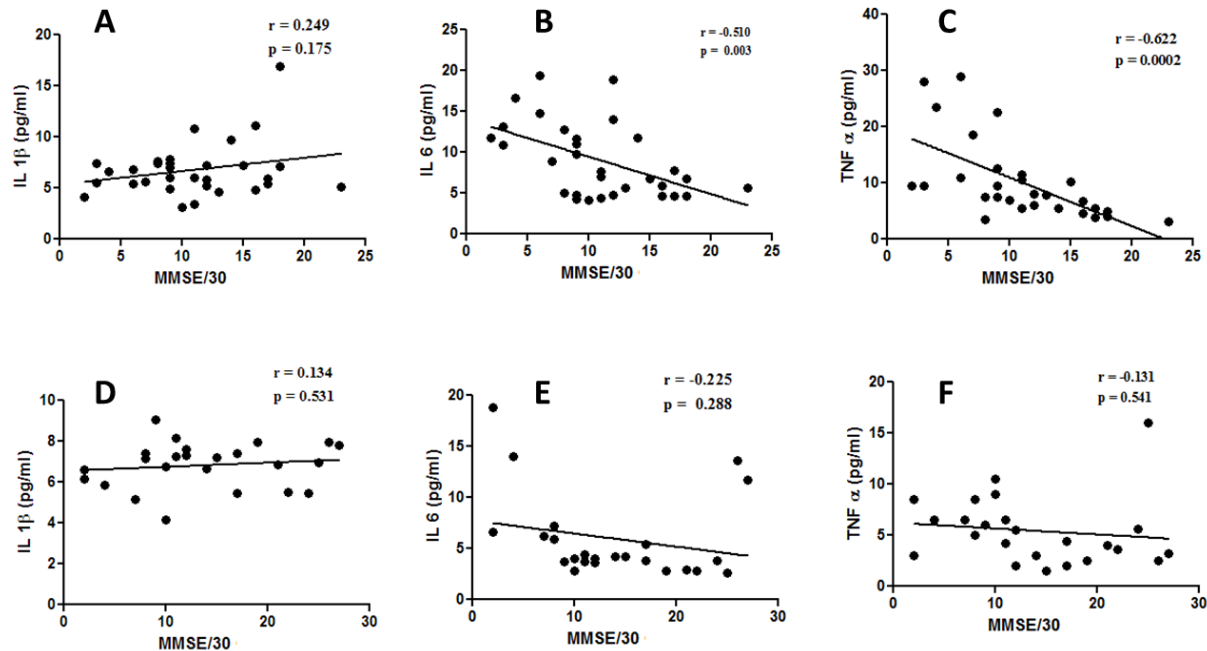 A
r = 0.249
p = 0.175
20
15
10
5
0
IL 1β (pg/ml)
0 5 10 15 20 25
MMSE/30
B
r = -0.510
p = 0.003
25
20
15
10
5
0
IL 6 (pg/ml)
0 5 10 15 20 25
MMSE/30
C
r = -0.622
p = 0.0002
40
30
20
10
0
TNF α (pg/ml)
0 5 10 15 20 25
MMSE/30
D
r = 0.134
p = 0.531
10
8
6
4
2
0
IL 1β (pg/ml)
0 10 20 30
MMSE/30
E
r = -0.225
p = 0.288
20
15
10
5
0
IL 6 (pg/ml)
0 10 20 30
MMSE/30
F
r = -0.131
p = 0.541
20
15
10
5
0
TNF α (pg/ml)
0 10 20 30
MMSE/30